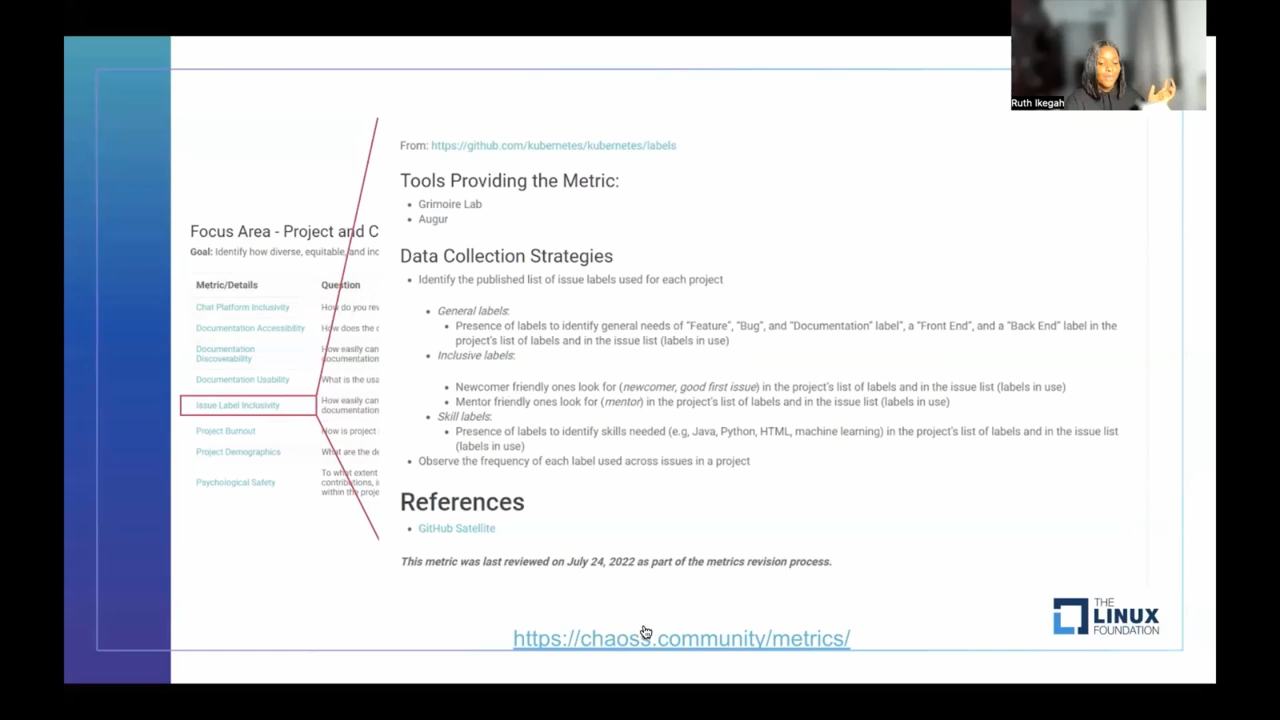 Ruth Ikegah
From: https://github.com/kubernetes/kubernetes/labels
Tools Providing the Metric:
• Grimoire Lab
• Augur
Data Collection Strategies
• Identify the published list of issue labels used for each project
• General labels:
• Presence of labels to identify general needs of “Feature”, “Bug”, and “Documentation” label”, a “Front End”, and a “Back End” label in the
project's list of labels and in the issue list (labels in use)
• Inclusive labels:
• Newcomer friendly ones look for (newcomer, good first issue) in the project's list of labels and in the issue list (labels in use)
• Mentor friendly ones look for (mentor) in the project's list of labels and in the issue list (labels in use)
• Skill labels:
• Presence of labels to identify skills needed (e.g, Java, Python, HTML, machine learning) in the project's list of labels and in the issue list
(labels in use)
• Observe the frequency of each label used across issues in a project
References
• GitHub Satellite
This metric was last reviewed on July 24, 2022 as part of the metrics revision process.
Focus Area - Project and C
Goal: Identify how diverse, equitable, and inc
Metric/Details Question
Chat Platform Inclusivity How do you rev
Documentation Accessibility How does the c
Documentation How easily can
Discoverability documentation
Documentation Usability What is the usa
Issue Label Inclusivity How easily can
documentation
Project Burnout How is project
Project Demographics What are the de
To what extent
Psychological Safety contributions, i
within the proje
https://chaoss.community/metrics/
THE
LINUX
FOUNDATION